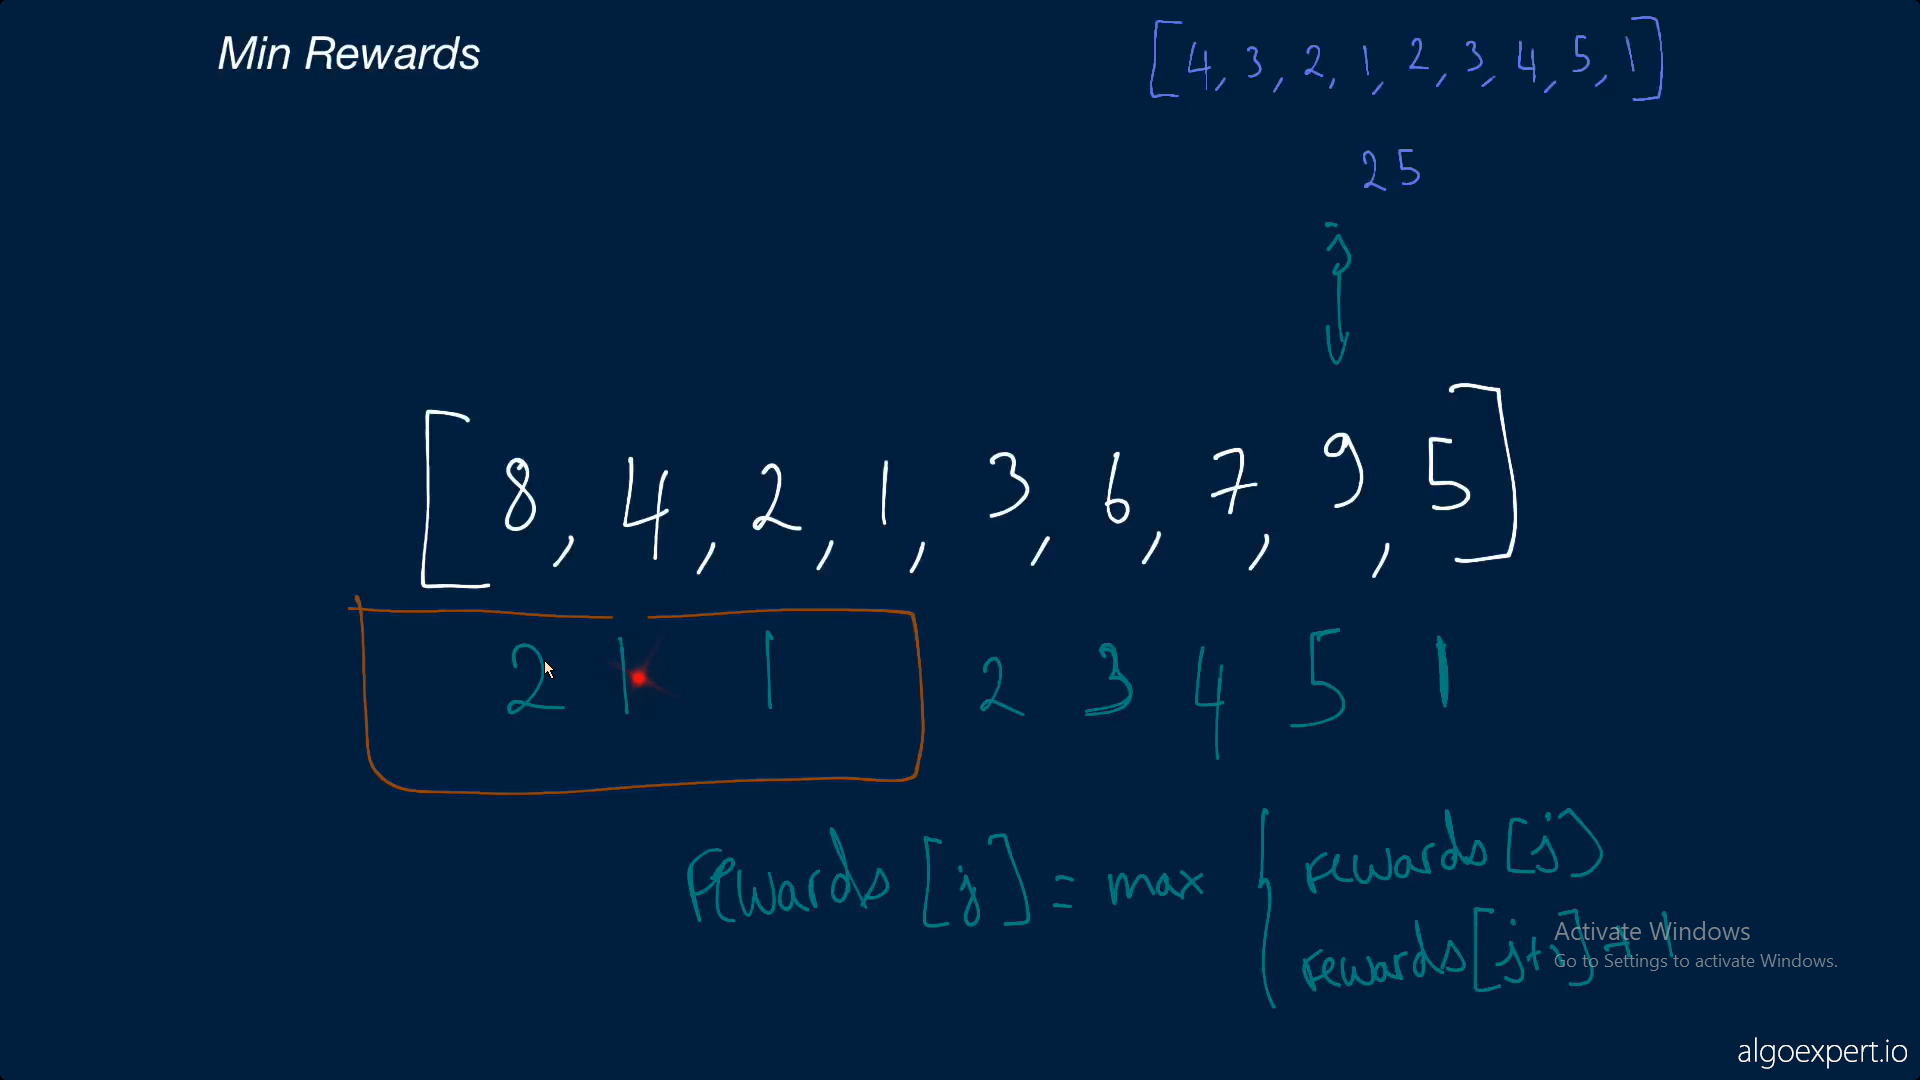 Min Rewards
[4, 3, 2, 1, 2, 3, 4, 5, 1]
25
j
[8, 4, 2, 1, 3, 6, 7, 9, 5]
2 1 1 2 3 4 5 1
rewards[j] = max { rewards[j]
rewards[j+1]+1
Activate Windows
Go to Settings to activate Windows.
algoexpert.io